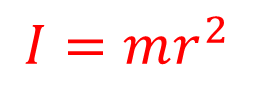 I = mr²